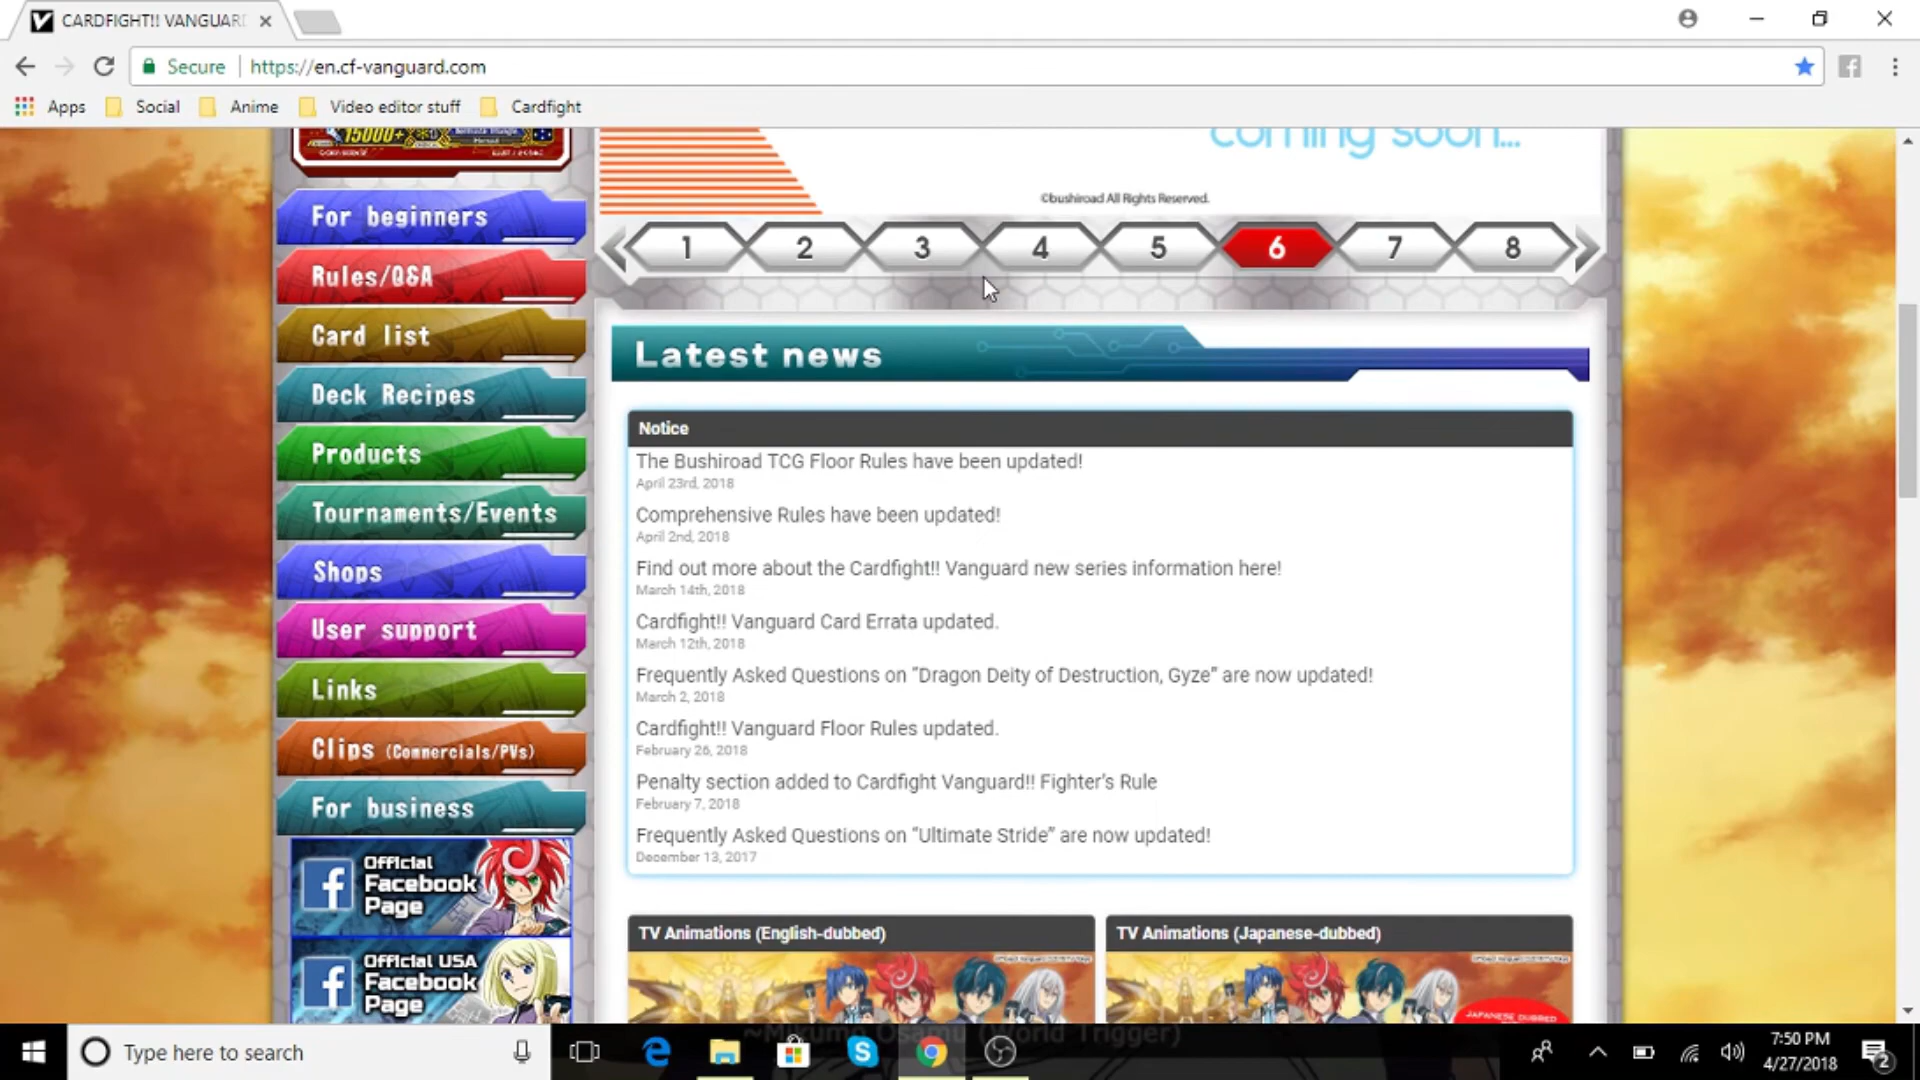 CARDFIGHT!! VANGUAR
Secure https://en.cf-vanguard.com
Apps Social Anime Video editor stuff Cardfight
15000+
coming soon...
©bushiroad All Rights Reserved.
1 2 3 4 5 6 7 8
For beginners
Rules/Q&A
Card list
Deck Recipes
Products
Tournaments/Events
Shops
User support
Links
Clips (Commercials/PVs)
For business
Official
Facebook
Page
Official USA
Facebook
Page
Latest news
Notice
The Bushiroad TCG Floor Rules have been updated!
April 23rd, 2018
Comprehensive Rules have been updated!
April 2nd, 2018
Find out more about the Cardfight!! Vanguard new series information here!
March 14th, 2018
Cardfight!! Vanguard Card Errata updated.
March 12th, 2018
Frequently Asked Questions on “Dragon Deity of Destruction, Gyze” are now updated!
March 2, 2018
Cardfight!! Vanguard Floor Rules updated.
February 26, 2018
Penalty section added to Cardfight Vanguard!! Fighter’s Rule
February 7, 2018
Frequently Asked Questions on “Ultimate Stride” are now updated!
December 13, 2017
TV Animations (English-dubbed)
TV Animations (Japanese-dubbed)
JAPANESE DUBBED
(World Trigger)
Type here to search
7:50 PM
4/27/2018
2